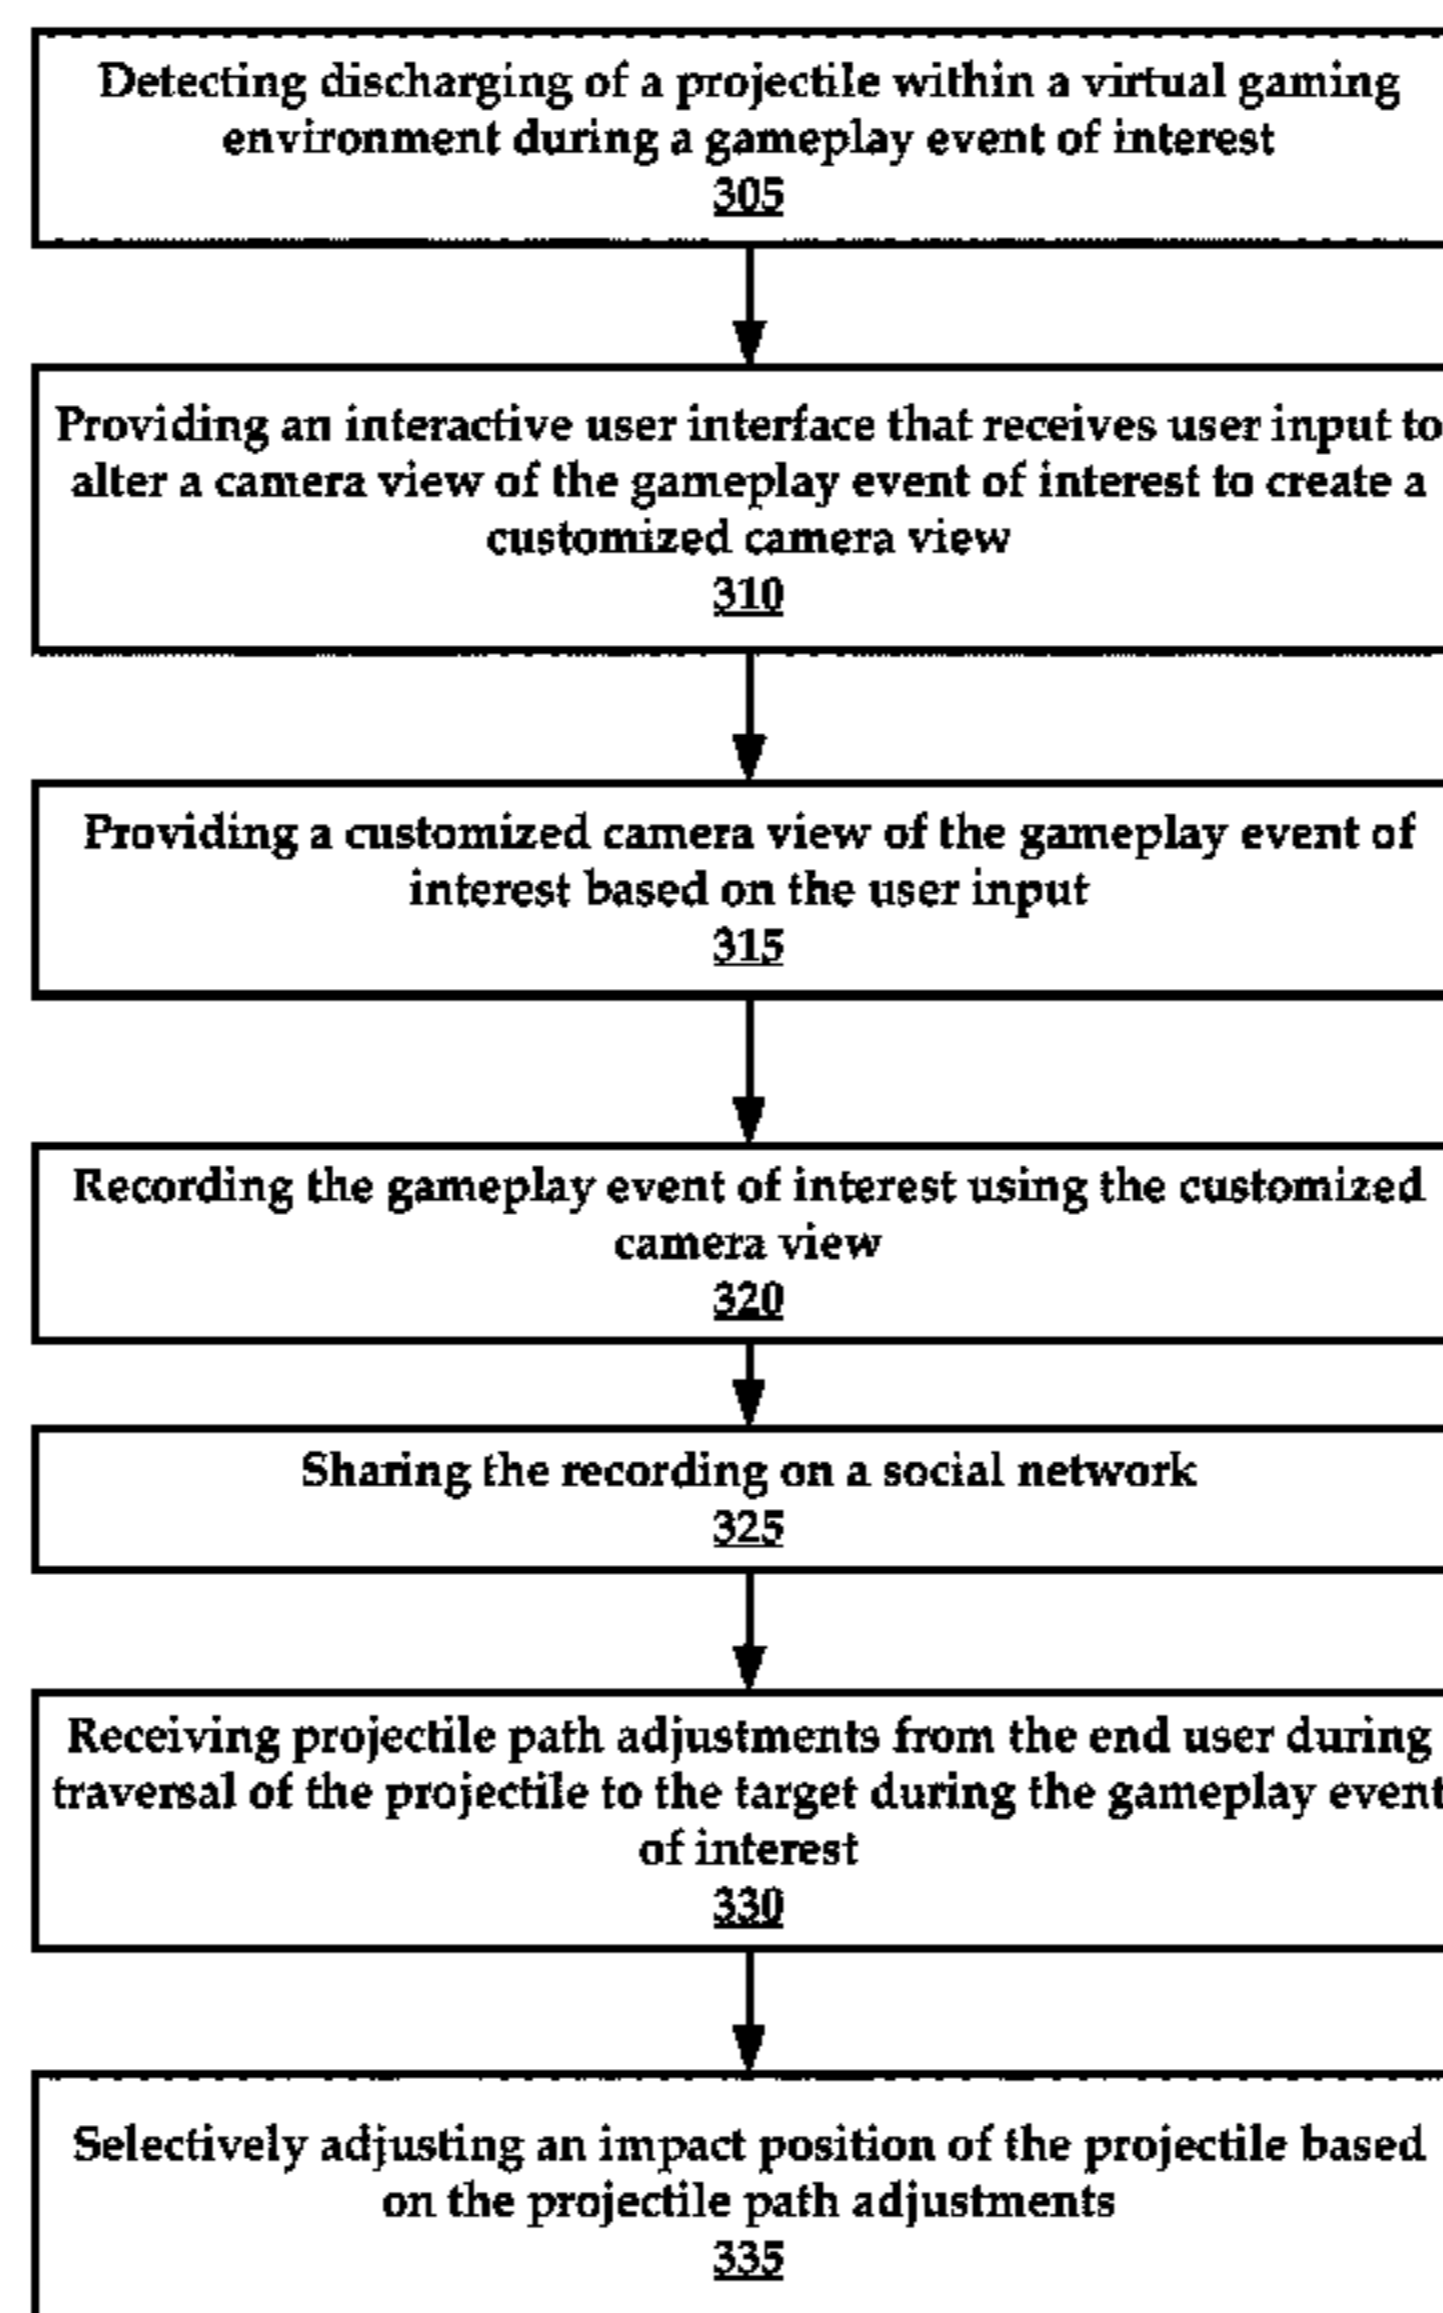 Detecting discharging of a projectile within a virtual gaming
environment during a gameplay event of interest
305
Providing an interactive user interface that receives user input to
alter a camera view of the gameplay event of interest to create a
customized camera view
310
Providing a customized camera view of the gameplay event of
interest based on the user input
315
Recording the gameplay event of interest using the customized
camera view
320
Sharing the recording on a social network
325
Receiving projectile path adjustments from the end user during
traversal of the projectile to the target during the gameplay event
of interest
330
Selectively adjusting an impact position of the projectile based
on the projectile path adjustments
335